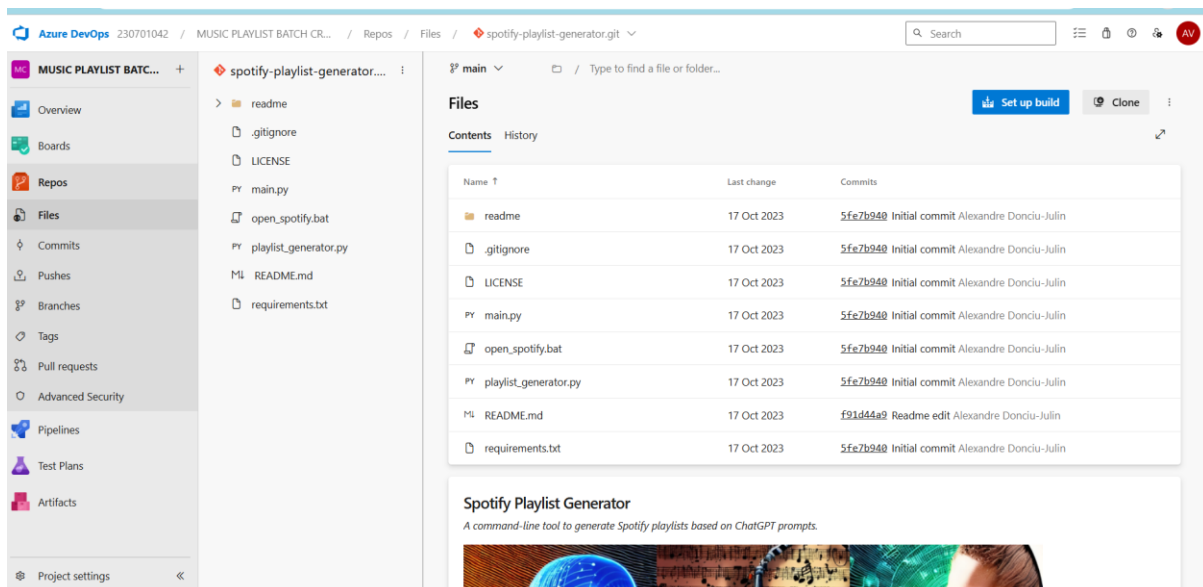 Azure DevOps 230701042 / MUSIC PLAYLIST BATCH CR... / Repos / Files / spotify-playlist-generator.git
Search
AV
MC MUSIC PLAYLIST BATC... +
Overview
Boards
Repos
Files
Commits
Pushes
Branches
Tags
Pull requests
Advanced Security
Pipelines
Test Plans
Artifacts
Project settings
spotify-playlist-generator....
readme
.gitignore
LICENSE
PY main.py
open_spotify.bat
PY playlist_generator.py
M↓ README.md
requirements.txt
main / Type to find a file or folder...
Files
Set up build
Clone
Contents History
Name ↑ Last change Commits
readme 17 Oct 2023 5fe7b940 Initial commit Alexandre Donciu-Julin
.gitignore 17 Oct 2023 5fe7b940 Initial commit Alexandre Donciu-Julin
LICENSE 17 Oct 2023 5fe7b940 Initial commit Alexandre Donciu-Julin
PY main.py 17 Oct 2023 5fe7b940 Initial commit Alexandre Donciu-Julin
open_spotify.bat 17 Oct 2023 5fe7b940 Initial commit Alexandre Donciu-Julin
PY playlist_generator.py 17 Oct 2023 5fe7b940 Initial commit Alexandre Donciu-Julin
M↓ README.md 17 Oct 2023 f91d44a9 Readme edit Alexandre Donciu-Julin
requirements.txt 17 Oct 2023 5fe7b940 Initial commit Alexandre Donciu-Julin
Spotify Playlist Generator
A command-line tool to generate Spotify playlists based on ChatGPT prompts.